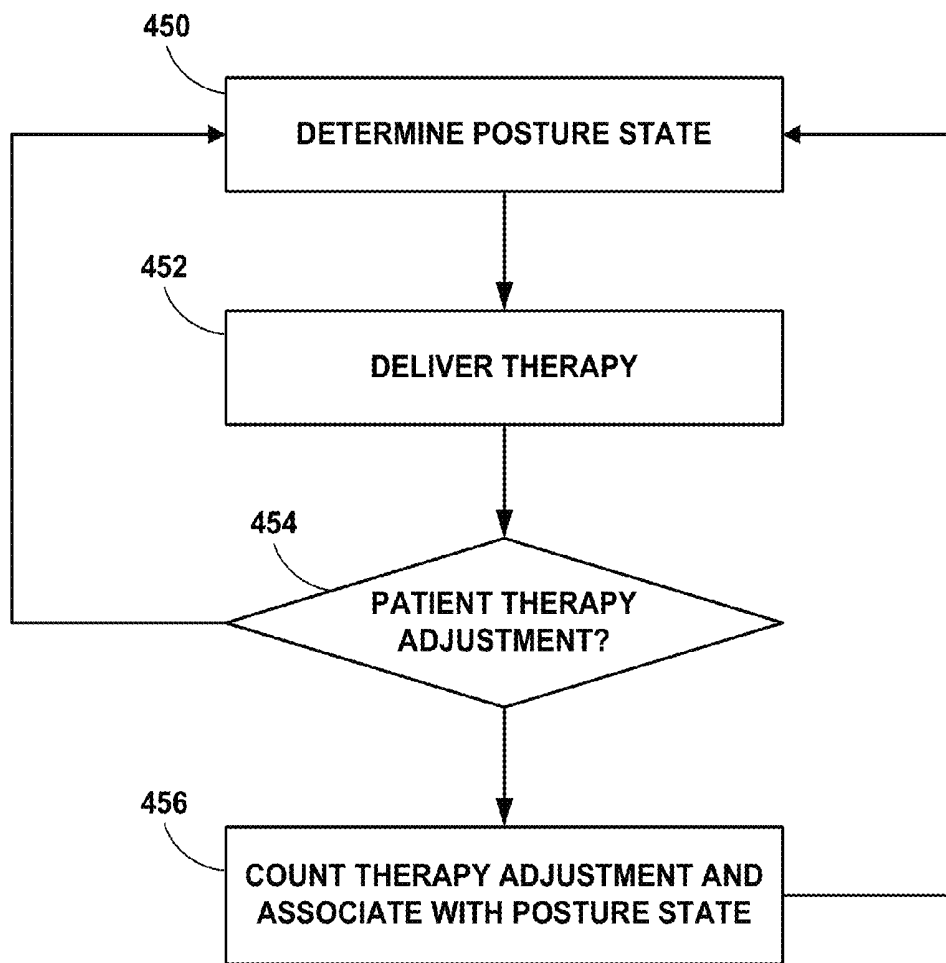 450
DETERMINE POSTURE STATE
452
DELIVER THERAPY
454
PATIENT THERAPY
ADJUSTMENT?
456
COUNT THERAPY ADJUSTMENT AND
ASSOCIATE WITH POSTURE STATE